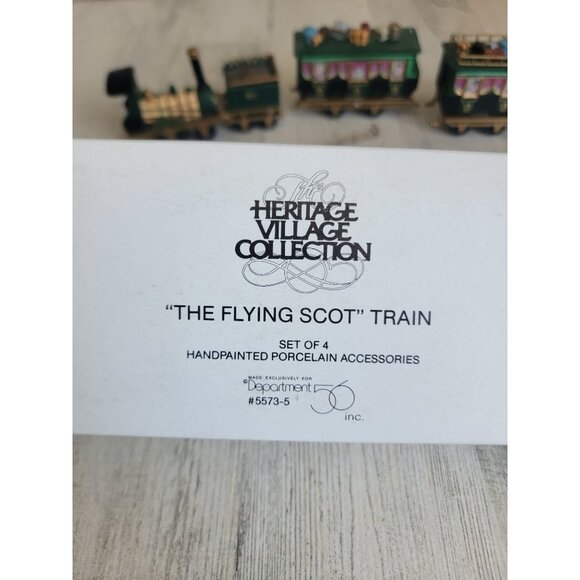 The
HERITAGE
VILLAGE
COLLECTION
"THE FLYING SCOT" TRAIN
SET OF 4
HANDPAINTED PORCELAIN ACCESSORIES
MADE EXCLUSIVELY FOR
©Department 56
#5573-5
inc.